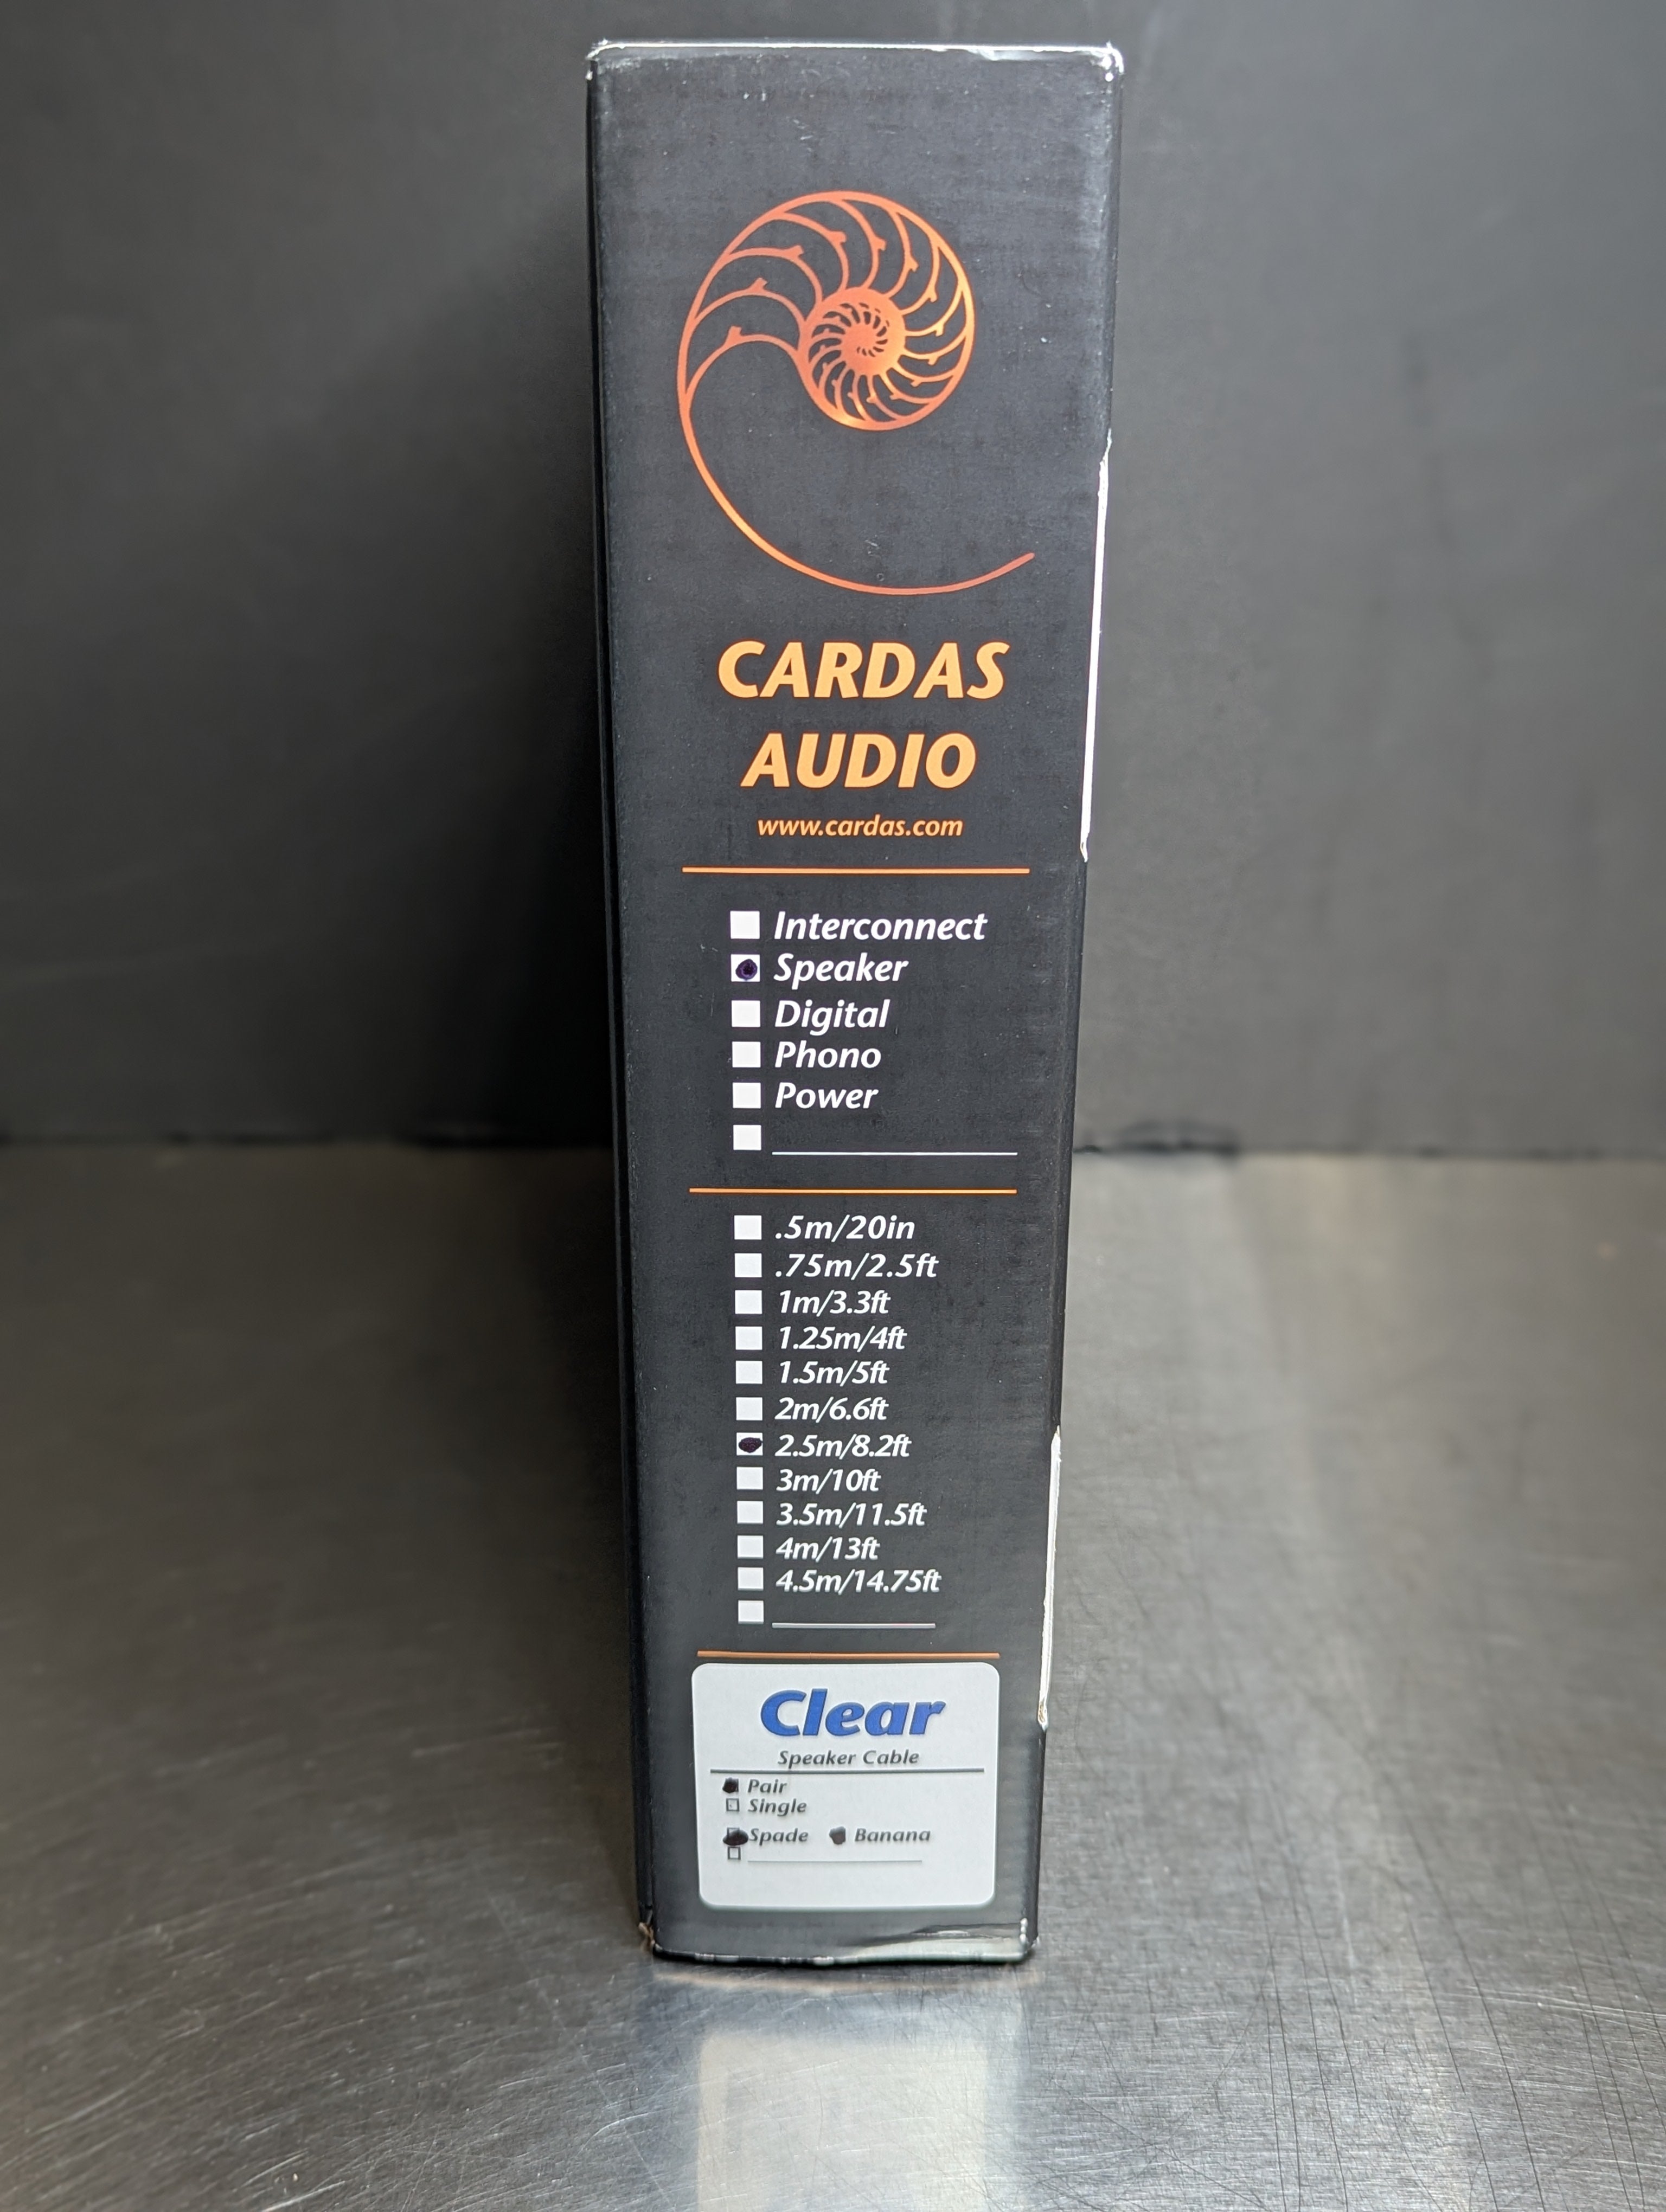 CARDAS
AUDIO
www.cardas.com
Interconnect
Speaker
Digital
Phono
Power
.5m/20in
.75m/2.5ft
1m/3.3ft
1.25m/4ft
1.5m/5ft
2m/6.6ft
2.5m/8.2ft
3m/10ft
3.5m/11.5ft
4m/13ft
4.5m/14.75ft
Clear
Speaker Cable
Pair
Single
Spade Banana